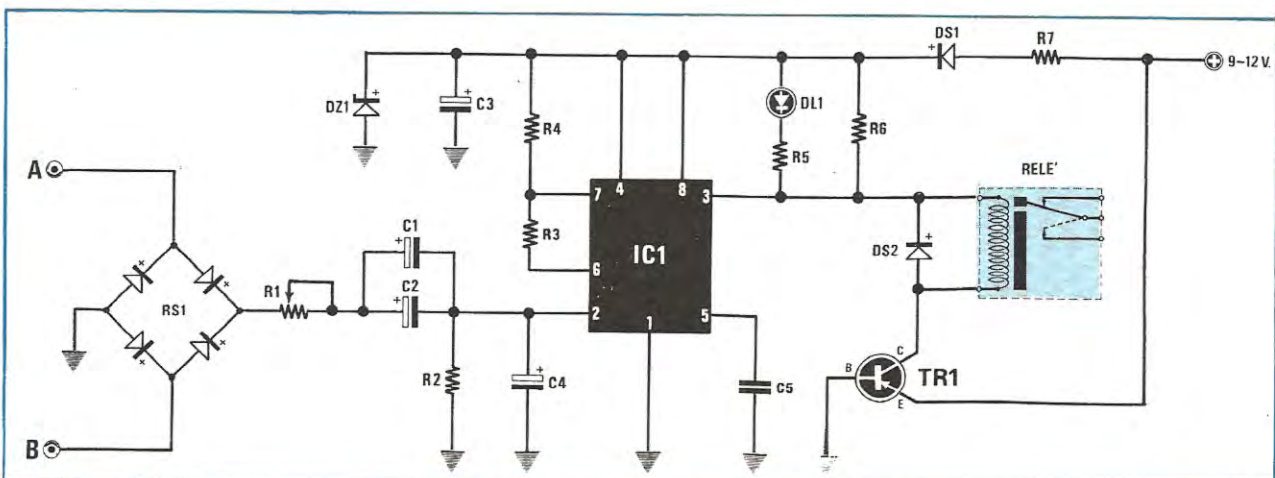 DS1
R7
9~12 V.
DZ1
C3
R4
DL1
R6
R5
RELE'
A
7
4
8
3
C1
R3
IC1
DS2
R1
C2
6
RS1
2
1
5
R2
C4
C5
C
B
TR1
E
B